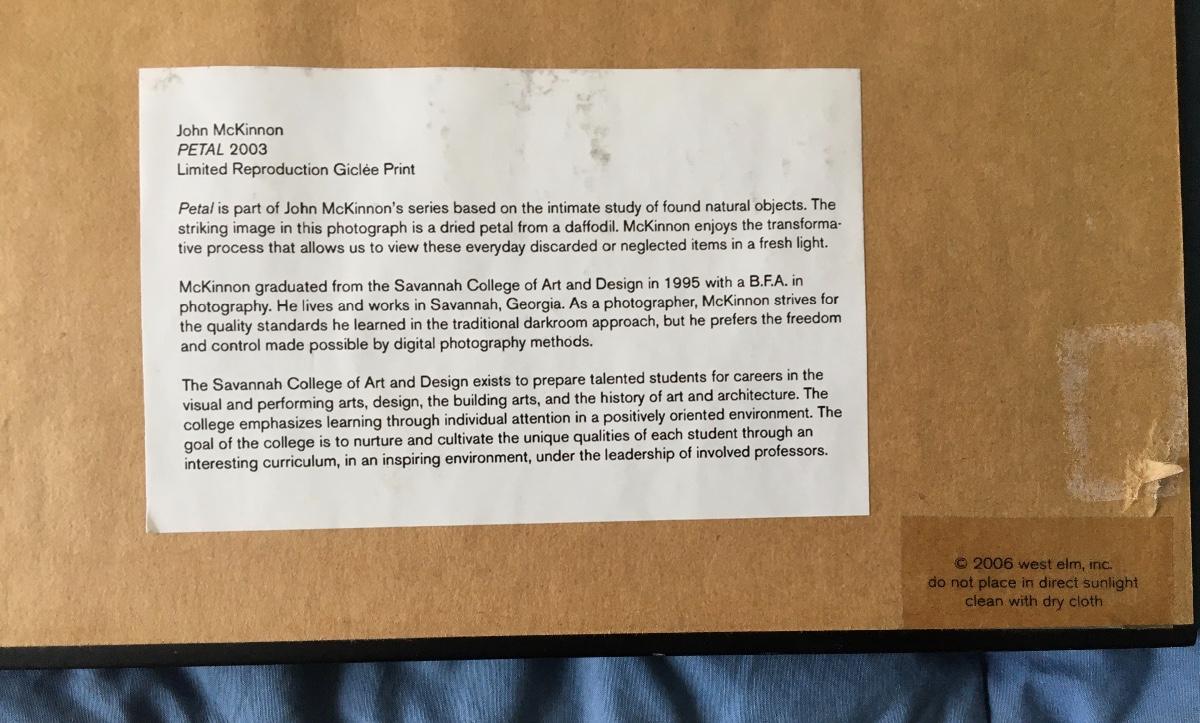 John McKinnon
PETAL 2003
Limited Reproduction Giclée Print
Petal is part of John McKinnon's series based on the intimate study of found natural objects. The
striking image in this photograph is a dried petal from a daffodil. McKinnon enjoys the transforma-
tive process that allows us to view these everyday discarded or neglected items in a fresh light.
McKinnon graduated from the Savannah College of Art and Design in 1995 with a B.F.A. in
photography. He lives and works in Savannah, Georgia. As a photographer, McKinnon strives for
the quality standards he learned in the traditional darkroom approach, but he prefers the freedom
and control made possible by digital photography methods.
The Savannah College of Art and Design exists to prepare talented students for careers in the
visual and performing arts, design, the building arts, and the history of art and architecture. The
college emphasizes learning through individual attention in a positively oriented environment. The
goal of the college is to nurture and cultivate the unique qualities of each student through an
interesting curriculum, in an inspiring environment, under the leadership of involved professors.
© 2006 west elm, inc.
do not place in direct sunlight
clean with dry cloth